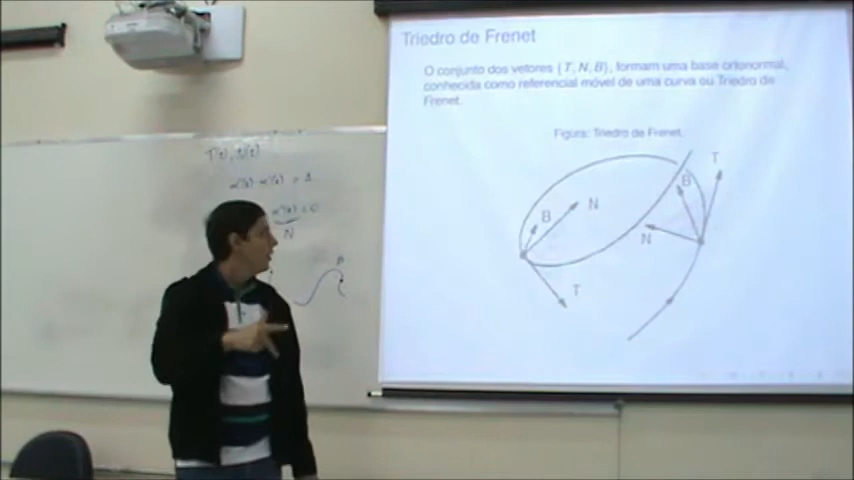 Triedro de Frenet
O conjunto dos vetores {T, N, B}, formam uma base ortonormal,
conhecida como referencial móvel de uma curva ou Triedro de
Frenet.
Figura: Triedro de Frenet.
T
B
N
B
N
T
T(t), N(t)
N
P